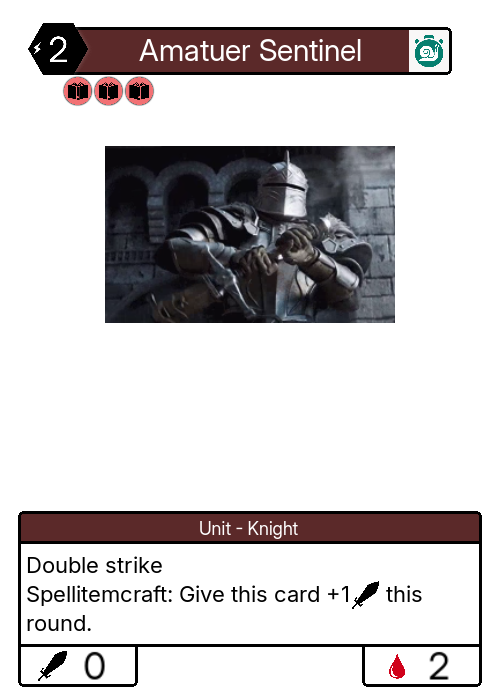 2
Amatuer Sentinel
Unit - Knight
Double strike
Spellitemcraft: Give this card +1 this
round.
0
2